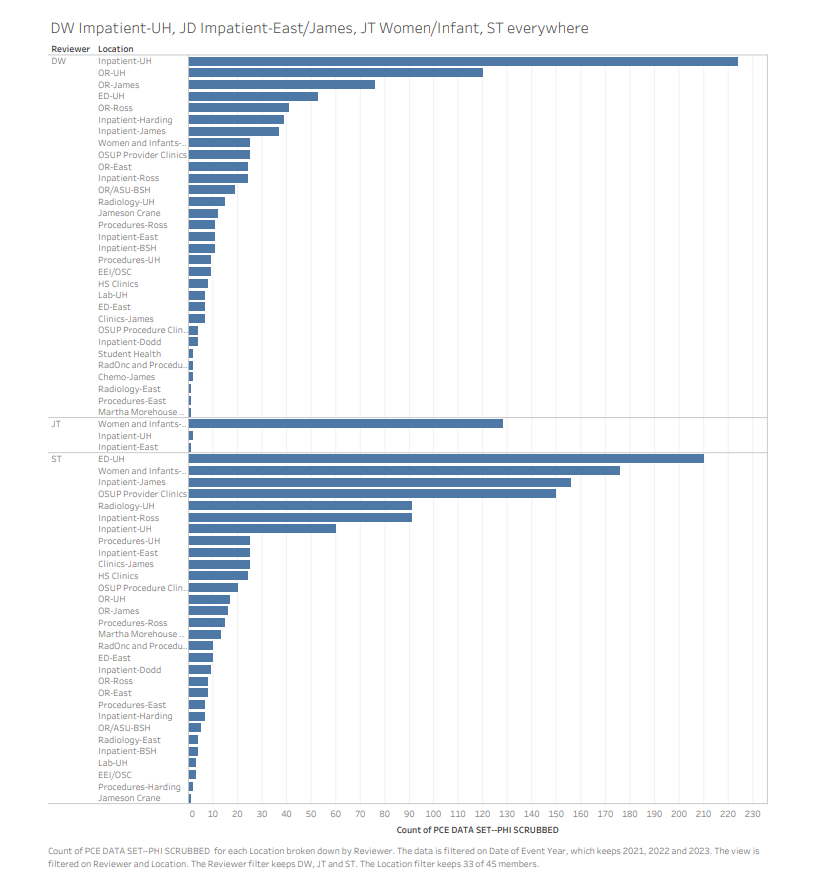 DW Impatient-UH, JD Impatient-East/James, JT Women/Infant, ST everywhere
Reviewer Location
DW Inpatient-UH
OR-UH
OR-James
ED-UH
OR-Ross
Inpatient-Harding
Inpatient-James
Women and Infants-..
OSUP Provider Clinics
OR-East
Inpatient-Ross
OR/ASU-BSH
Radiology-UH
Jameson Crane
Procedures-Ross
Inpatient-East
Inpatient-BSH
Procedures-UH
EEI/OSC
HS Clinics
Lab-UH
ED-East
Clinics-James
OSUP Procedure Clin..
Inpatient-Dodd
Student Health
RadOnc and Procedu..
Chemo-James
Radiology-East
Procedures-East
Martha Morehouse ..
JT Women and Infants-..
Inpatient-UH
Inpatient-East
ST ED-UH
Women and Infants-..
Inpatient-James
OSUP Provider Clinics
Radiology-UH
Inpatient-Ross
Inpatient-UH
Procedures-UH
Inpatient-East
Clinics-James
HS Clinics
OSUP Procedure Clin..
OR-UH
OR-James
Procedures-Ross
Martha Morehouse ..
RadOnc and Procedu..
ED-East
Inpatient-Dodd
OR-Ross
OR-East
Procedures-East
Inpatient-Harding
OR/ASU-BSH
Radiology-East
Inpatient-BSH
Lab-UH
EEI/OSC
Procedures-Harding
Jameson Crane
0 10 20 30 40 50 60 70 80 90 100 110 120 130 140 150 160 170 180 190 200 210 220 230
Count of PCE DATA SET--PHI SCRUBBED
Count of PCE DATA SET--PHI SCRUBBED for each Location broken down by Reviewer. The data is filtered on Date of Event Year, which keeps 2021, 2022 and 2023. The view is
filtered on Reviewer and Location. The Reviewer filter keeps DW, JT and ST. The Location filter keeps 33 of 45 members.